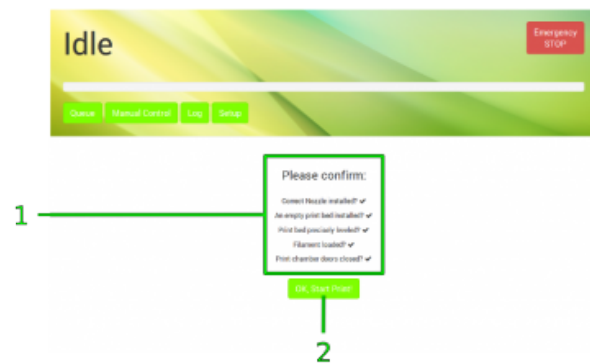 Idle
Emergency
STOP
Queue
Manual Control
Log
Setup
Please confirm:
Correct Nozzle installed? ✔
An empty print bed installed? ✔
Print bed precisely leveled? ✔
Filament loaded? ✔
Print chamber doors closed? ✔
OK, Start Print!
1
2